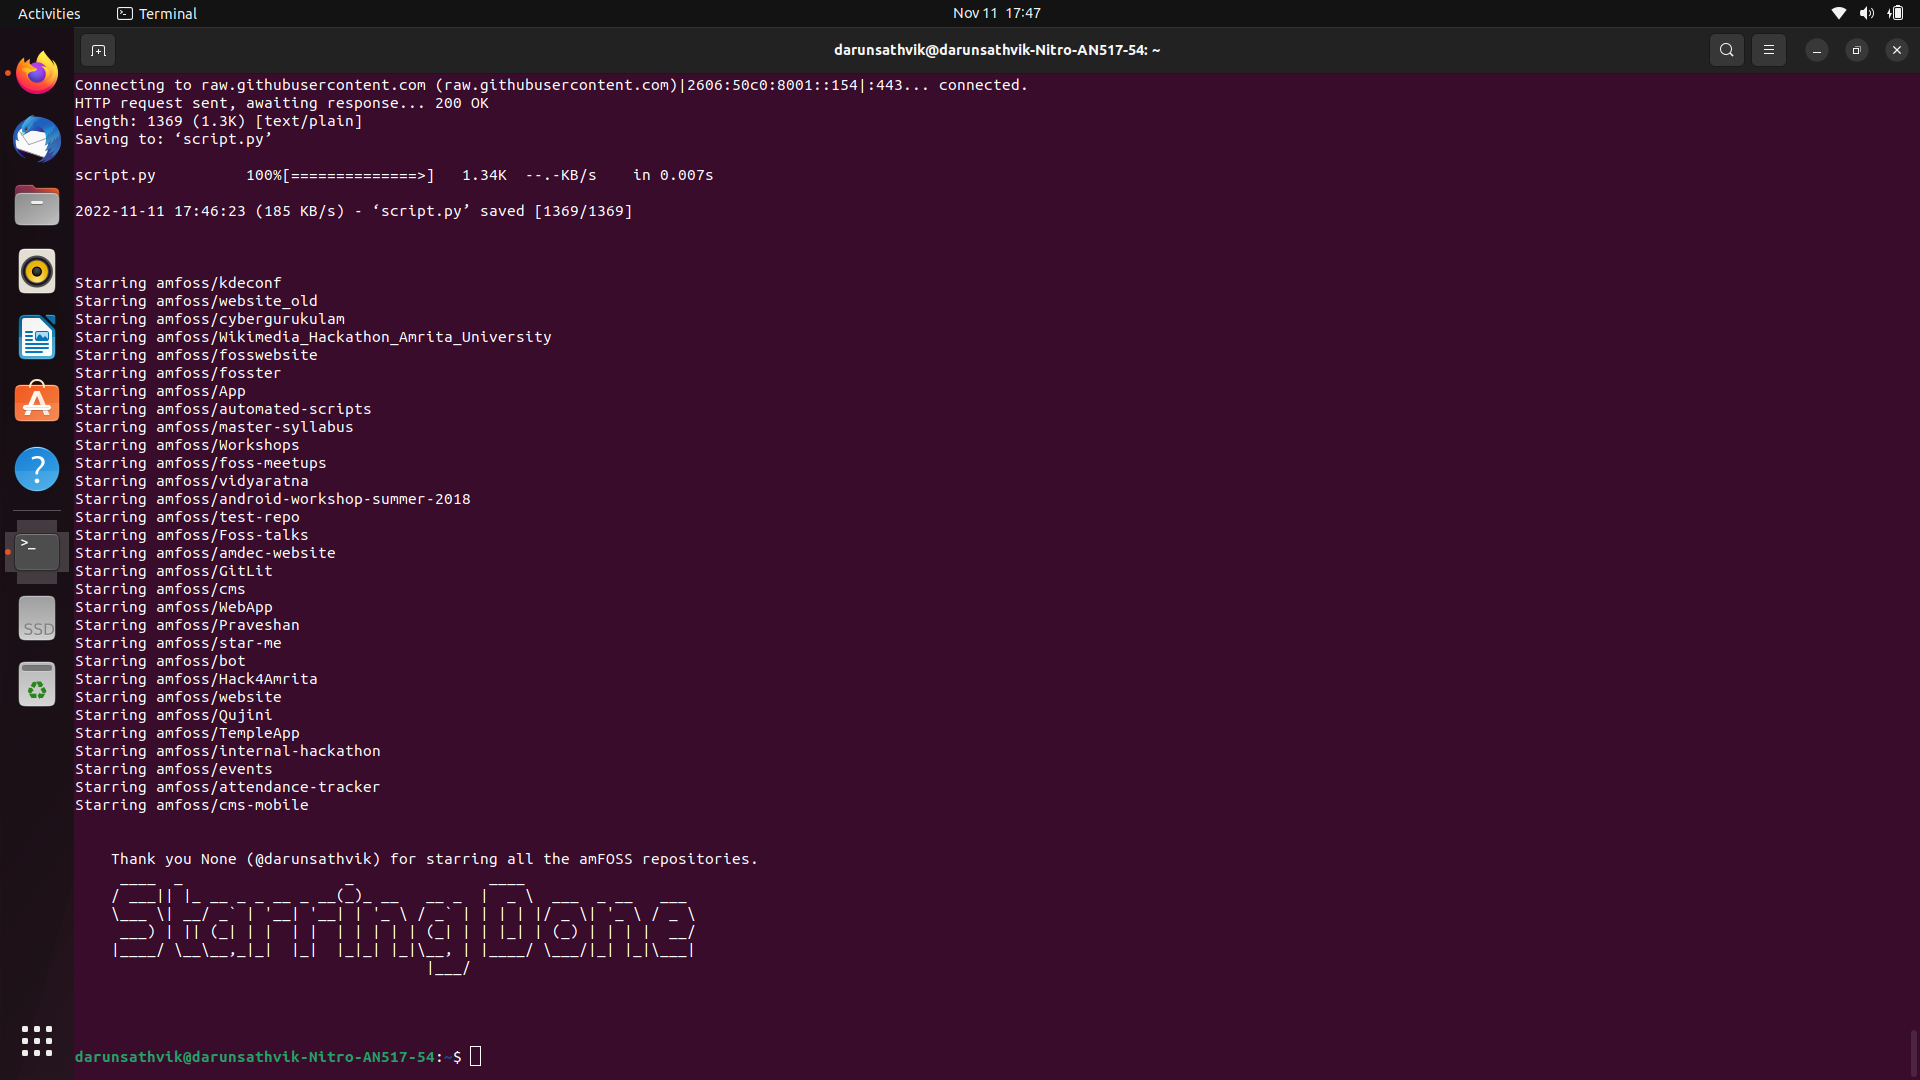 Activities
Terminal
Nov 11 17:47
darunsathvik@darunsathvik-Nitro-AN517-54: ~
Connecting to raw.githubusercontent.com (raw.githubusercontent.com)|2606:50c0:8001::154|:443... connected.
HTTP request sent, awaiting response... 200 OK
Length: 1369 (1.3K) [text/plain]
Saving to: ‘script.py’
script.py 100%[==============>] 1.34K --.-KB/s in 0.007s
2022-11-11 17:46:23 (185 KB/s) - ‘script.py’ saved [1369/1369]
Starring amfoss/kdeconf
Starring amfoss/website_old
Starring amfoss/cybergurukulam
Starring amfoss/Wikimedia_Hackathon_Amrita_University
Starring amfoss/fosswebsite
Starring amfoss/fosster
Starring amfoss/App
Starring amfoss/automated-scripts
Starring amfoss/master-syllabus
Starring amfoss/Workshops
Starring amfoss/foss-meetups
Starring amfoss/vidyaratna
Starring amfoss/android-workshop-summer-2018
Starring amfoss/test-repo
Starring amfoss/Foss-talks
Starring amfoss/amdec-website
Starring amfoss/GitLit
Starring amfoss/cms
Starring amfoss/WebApp
Starring amfoss/Praveshan
Starring amfoss/star-me
Starring amfoss/bot
Starring amfoss/Hack4Amrita
Starring amfoss/website
Starring amfoss/Qujini
Starring amfoss/TempleApp
Starring amfoss/internal-hackathon
Starring amfoss/events
Starring amfoss/attendance-tracker
Starring amfoss/cms-mobile
Thank you None (@darunsathvik) for starring all the amFOSS repositories.
Starring Done
SSD
darunsathvik@darunsathvik-Nitro-AN517-54:~$